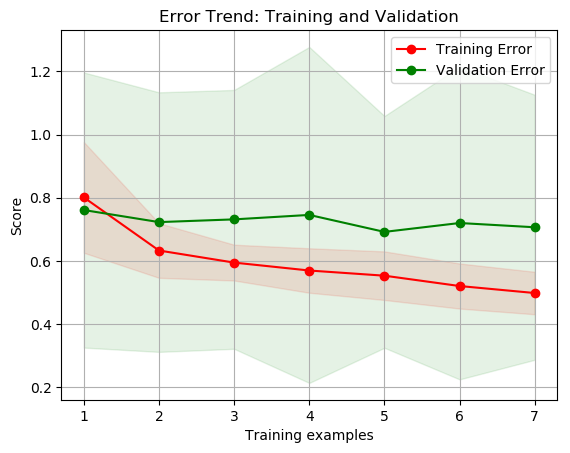 Error Trend: Training and Validation
Training Error
Validation Error
1.2
1.0
0.8
0.6
0.4
0.2
Score
1 2 3 4 5 6 7
Training examples